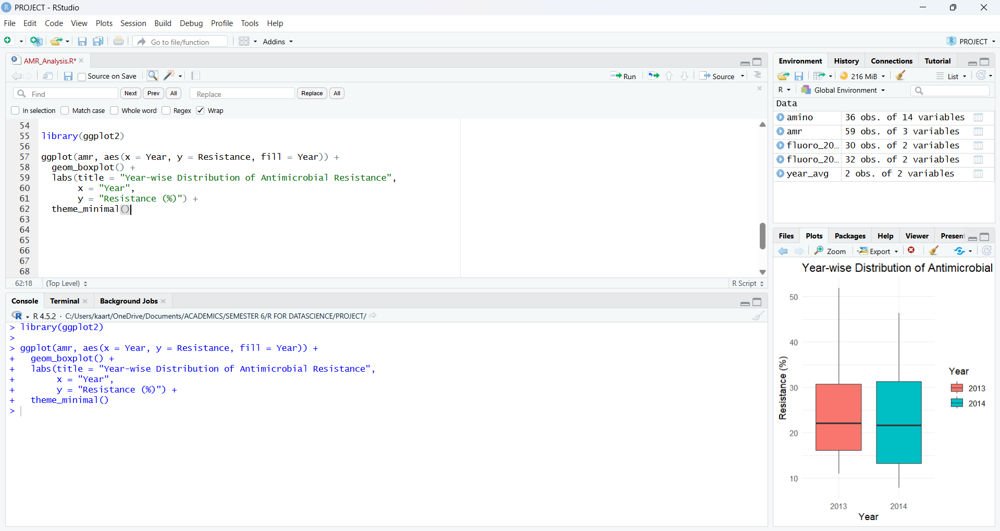 PROJECT - RStudio
File Edit Code View Plots Session Build Debug Profile Tools Help
Go to file/function Addins PROJECT
AMR_Analysis.R*
Source on Save Run Source
Find Next Prev All Replace Replace All
In selection Match case Whole word Regex Wrap
54
55 library(ggplot2)
56
57 ggplot(amr, aes(x = Year, y = Resistance, fill = Year)) +
58 geom_boxplot() +
59 labs(title = "Year-wise Distribution of Antimicrobial Resistance",
60 x = "Year",
61 y = "Resistance (%)") +
62 theme_minimal()
63
64
65
66
67
68
62:18 (Top Level) R Script
Console Terminal Background Jobs
R 4.5.2 · C:/Users/kaart/OneDrive/Documents/ACADEMICS/SEMESTER 6/R FOR DATASCIENCE/PROJECT/
> library(ggplot2)
>
> ggplot(amr, aes(x = Year, y = Resistance, fill = Year)) +
+ geom_boxplot() +
+ labs(title = "Year-wise Distribution of Antimicrobial Resistance",
+ x = "Year",
+ y = "Resistance (%)") +
+ theme_minimal()
>
Environment History Connections Tutorial
216 MiB List
R Global Environment
Data
amino 36 obs. of 14 variables
amr 59 obs. of 3 variables
fluoro_20... 30 obs. of 2 variables
fluoro_20... 32 obs. of 2 variables
year_avg 2 obs. of 2 variables
Files Plots Packages Help Viewer Presen
Zoom Export
Year-wise Distribution of Antimicrobial
50
40
30
20
10
Resistance (%)
2013 2014
Year
Year
2013
2014